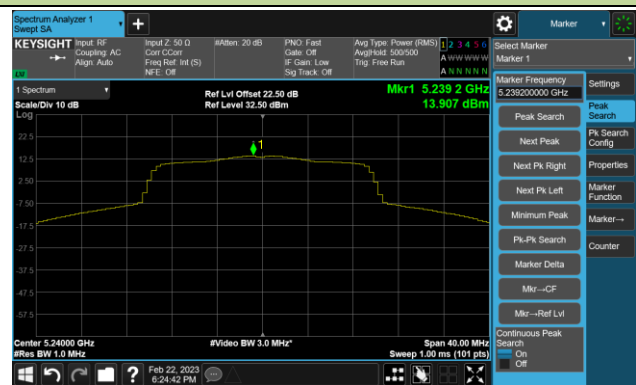 Spectrum Analyzer 1
Swept SA
Marker
KEYSIGHT
Input: RF
Coupling: AC
Align: Auto
Input Z: 50 Ω
Corr CCorr
Freq Ref: Int (S)
NFE: Off
#Atten: 20 dB
PNO: Fast
Gate: Off
IF Gain: Low
Sig Track: Off
Avg Type: Power (RMS)
Avg|Hold: 500/500
Trig: Free Run
1 2 3 4 5 6
A WW WW W
A N N N N N
Select Marker
Marker 1
1 Spectrum
Scale/Div 10 dB
Log
Ref Lvl Offset 22.50 dB
Ref Level 32.50 dBm
Mkr1 5.239 2 GHz
13.907 dBm
1
22.5
12.5
2.50
-7.50
-17.5
-27.5
-37.5
-47.5
-57.5
Center 5.24000 GHz
#Res BW 1.0 MHz
#Video BW 3.0 MHz*
Span 40.00 MHz
Sweep 1.00 ms (101 pts)
Marker Frequency
5.239200000 GHz
Peak Search
Next Peak
Next Pk Right
Next Pk Left
Minimum Peak
Pk-Pk Search
Marker Delta
Mkr→CF
Mkr→Ref Lvl
Continuous Peak
Search
On
Off
Settings
Peak
Search
Pk Search
Config
Properties
Marker
Function
Marker→
Counter
Feb 22, 2023
6:24:42 PM